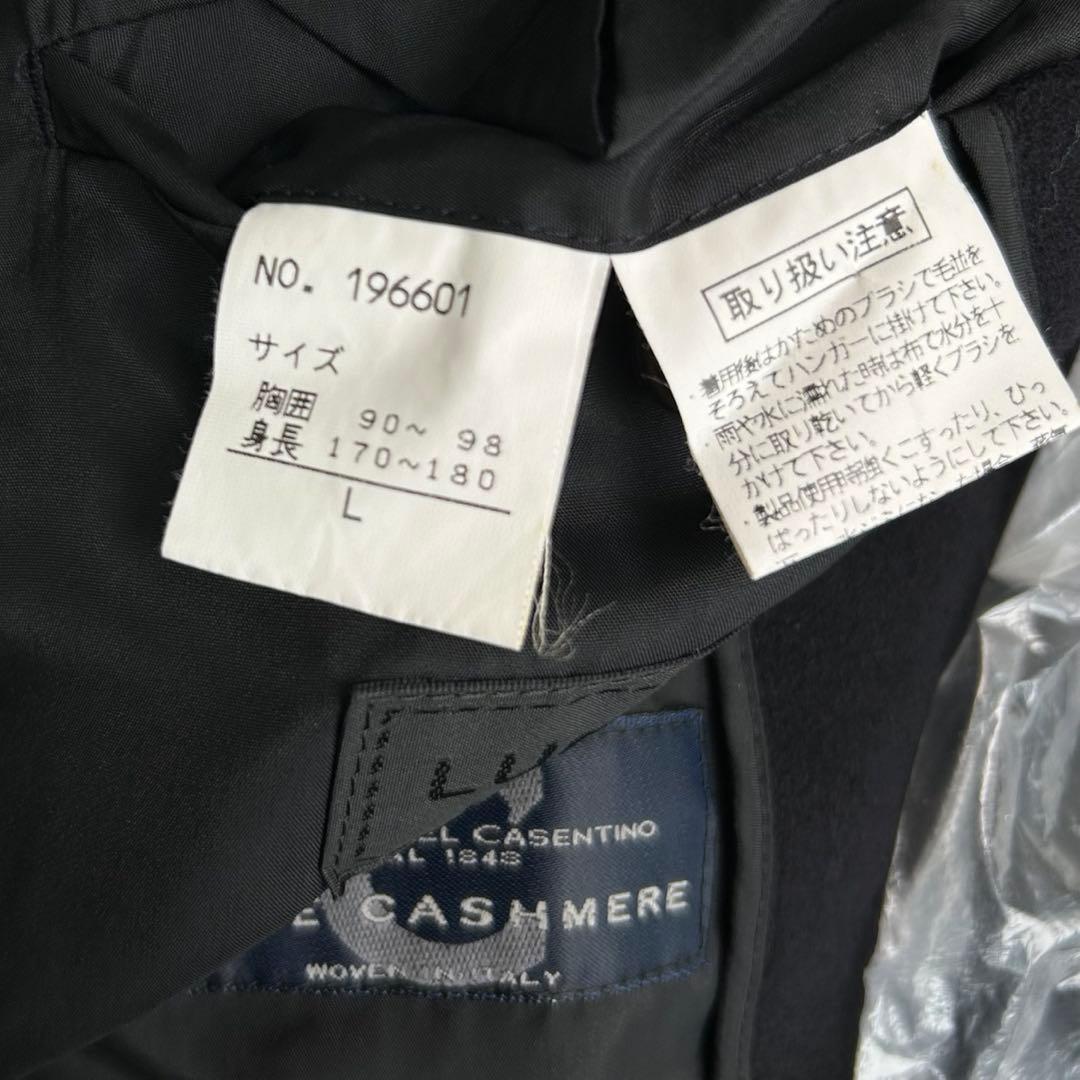 NO. 196601
サイズ
胸囲 90～ 98
身長 170～180
L
取り扱い注意
・着用後はかためのブラシで毛並を
そろえてハンガーに掛けて下さい。
・雨や水に濡れた時は布で水分を十
分に取り乾いてから軽くブラシを
かけて下さい。
・製品使用時強くこすったり、ひっ
ぱったりしないようにして下さい。
EL CASENTINO
AL 1848
E CASHMERE
WOVEN IN ITALY